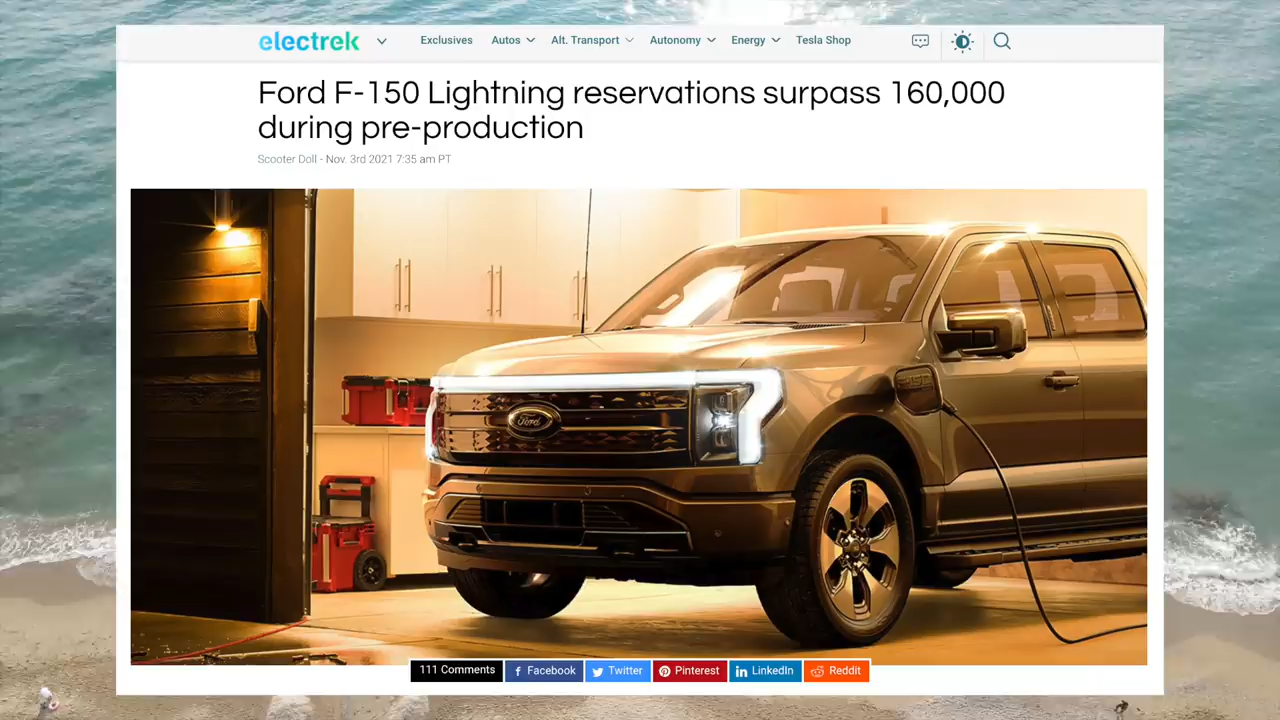 electrek
Exclusives Autos Alt. Transport Autonomy Energy Tesla Shop
Ford F-150 Lightning reservations surpass 160,000
during pre-production
Scooter Doll - Nov. 3rd 2021 7:35 am PT
Ford
111 Comments Facebook Twitter Pinterest LinkedIn Reddit